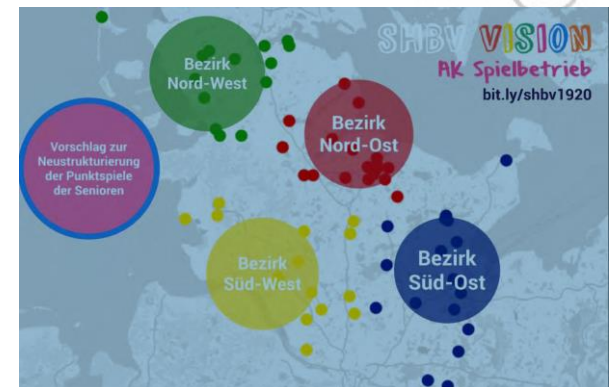 SHBV VISION
AK Spielbetrieb
bit.ly/shbv1920
Bezirk
Nord-West
Bezirk
Nord-Ost
Vorschlag zur
Neustrukturierung
der Punktspiele
der Senioren
Bezirk
Süd-West
Bezirk
Süd-Ost